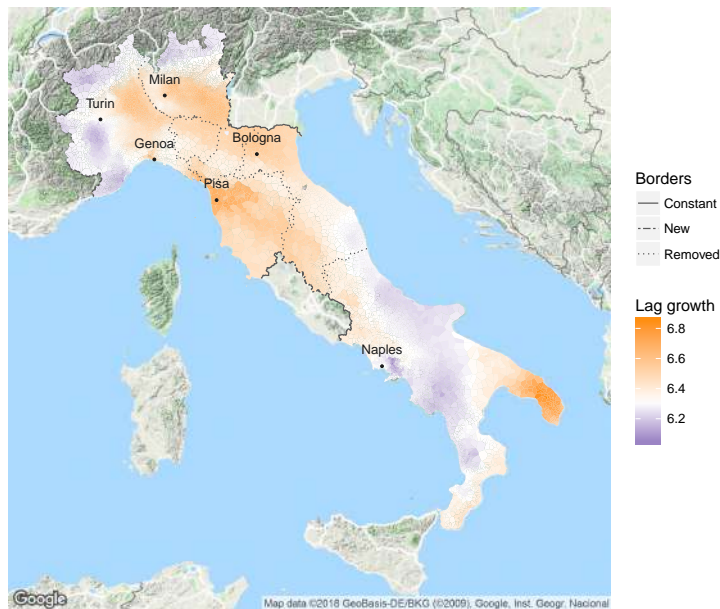 Milan
Turin
Genoa
Bologna
Pisa
Naples
Borders
Constant
New
Removed
Lag growth
6.8
6.6
6.4
6.2
Google
Map data ©2018 GeoBasis-DE/BKG (©2009), Google, Inst. Geogr. Nacional